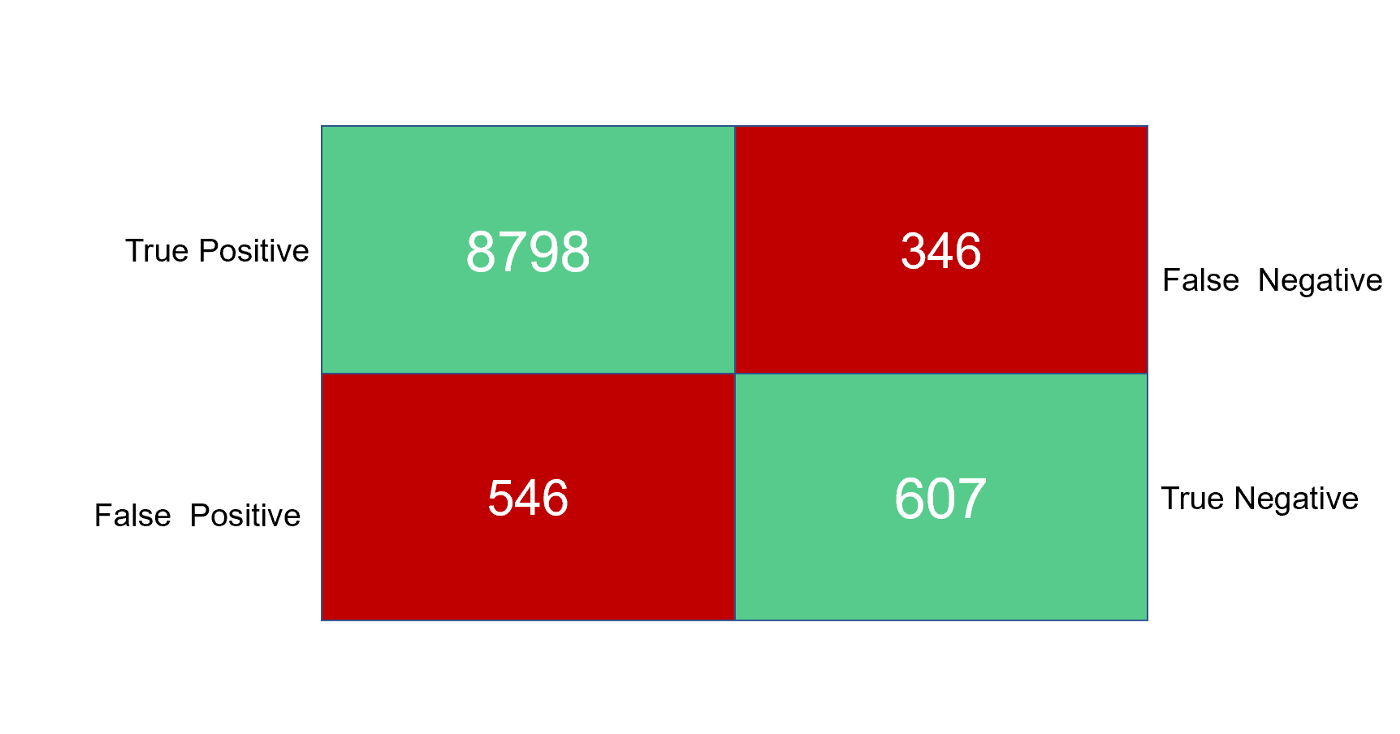 True Positive
8798
346
False  Negative
False  Positive
546
607
True Negative